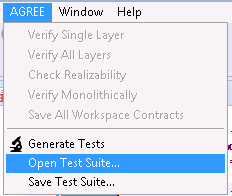 AGREE Window Help
Verify Single Layer
Verify All Layers
Check Realizability
Verify Monolithically
Save All Workspace Contracts
Generate Tests
Open Test Suite...
Save Test Suite...